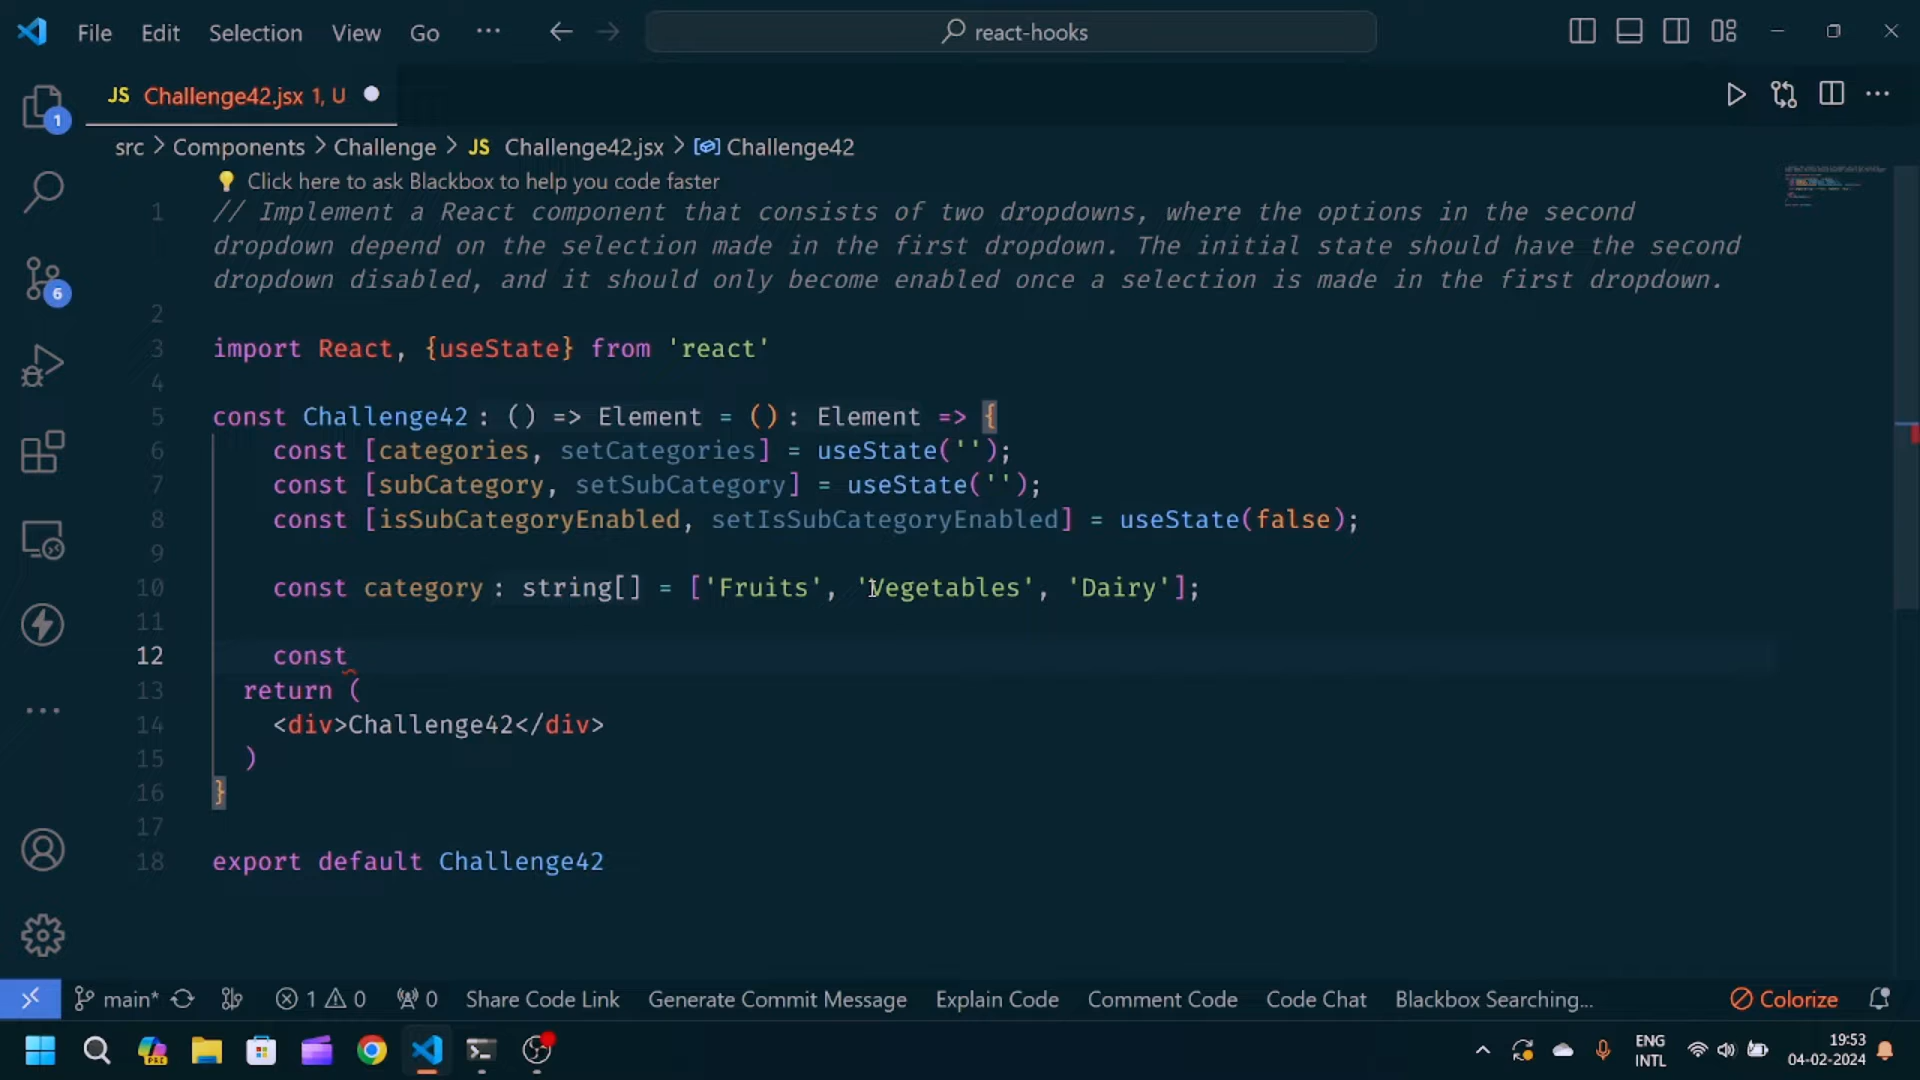 File Edit Selection View Go ... react-hooks
JS Challenge42.jsx 1, U
src > Components > Challenge > JS Challenge42.jsx > Challenge42
Click here to ask Blackbox to help you code faster
1 // Implement a React component that consists of two dropdowns, where the options in the second
dropdown depend on the selection made in the first dropdown. The initial state should have the second
dropdown disabled, and it should only become enabled once a selection is made in the first dropdown.
2
3 import React, {useState} from 'react'
4
5 const Challenge42: () => Element = (): Element => {
6 const [categories, setCategories] = useState('');
7 const [subCategory, setSubCategory] = useState('');
8 const [isSubCategoryEnabled, setIsSubCategoryEnabled] = useState(false);
9
10 const category: string[] = ['Fruits', 'Vegetables', 'Dairy'];
11
12 const
13 return (
14 <div>Challenge42</div>
15 )
16 }
17
18 export default Challenge42
1
6
main* 1 0 0 Share Code Link Generate Commit Message Explain Code Comment Code Code Chat Blackbox Searching... Colorize
PRE ENG 19:53
INTL 04-02-2024